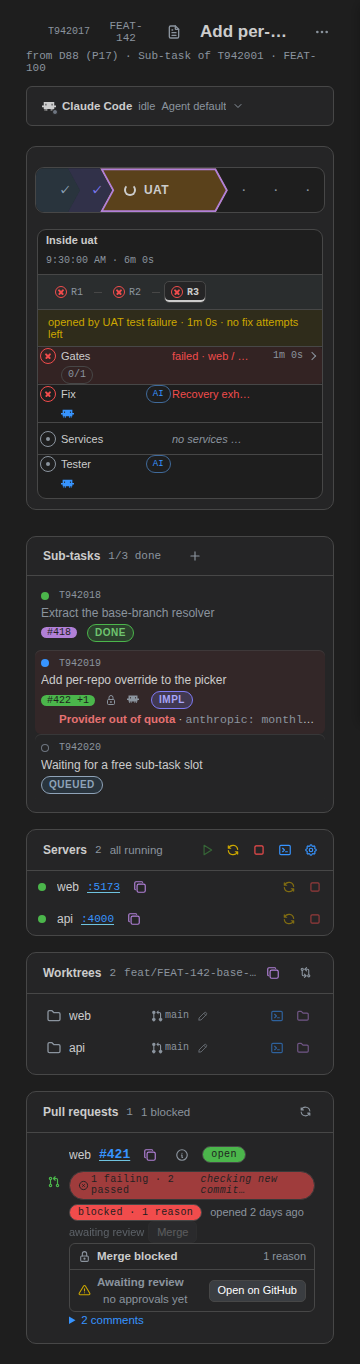 T942017 FEAT-142 Add per-…
from D88 (P17) · Sub-task of T942001 · FEAT-100
Claude Code idle Agent default
✓ ✓ UAT · · ·
Inside uat
9:30:00 AM · 6m 0s
R1 — R2 — R3
opened by UAT test failure · 1m 0s · no fix attempts left
Gates failed · web / … 1m 0s
0/1
Fix AI Recovery exh…
Services no services …
Tester AI
Sub-tasks 1/3 done
T942018
Extract the base-branch resolver
#418 DONE
T942019
Add per-repo override to the picker
#422 +1 IMPL
Provider out of quota · anthropic: monthl…
T942020
Waiting for a free sub-task slot
QUEUED
Servers 2 all running
web :5173
api :4000
Worktrees 2 feat/FEAT-142-base-…
web main
api main
Pull requests 1 1 blocked
web #421 open
1 failing · 2 passed checking new commit…
blocked · 1 reason opened 2 days ago
awaiting review Merge
Merge blocked 1 reason
Awaiting review
no approvals yet
Open on GitHub
2 comments